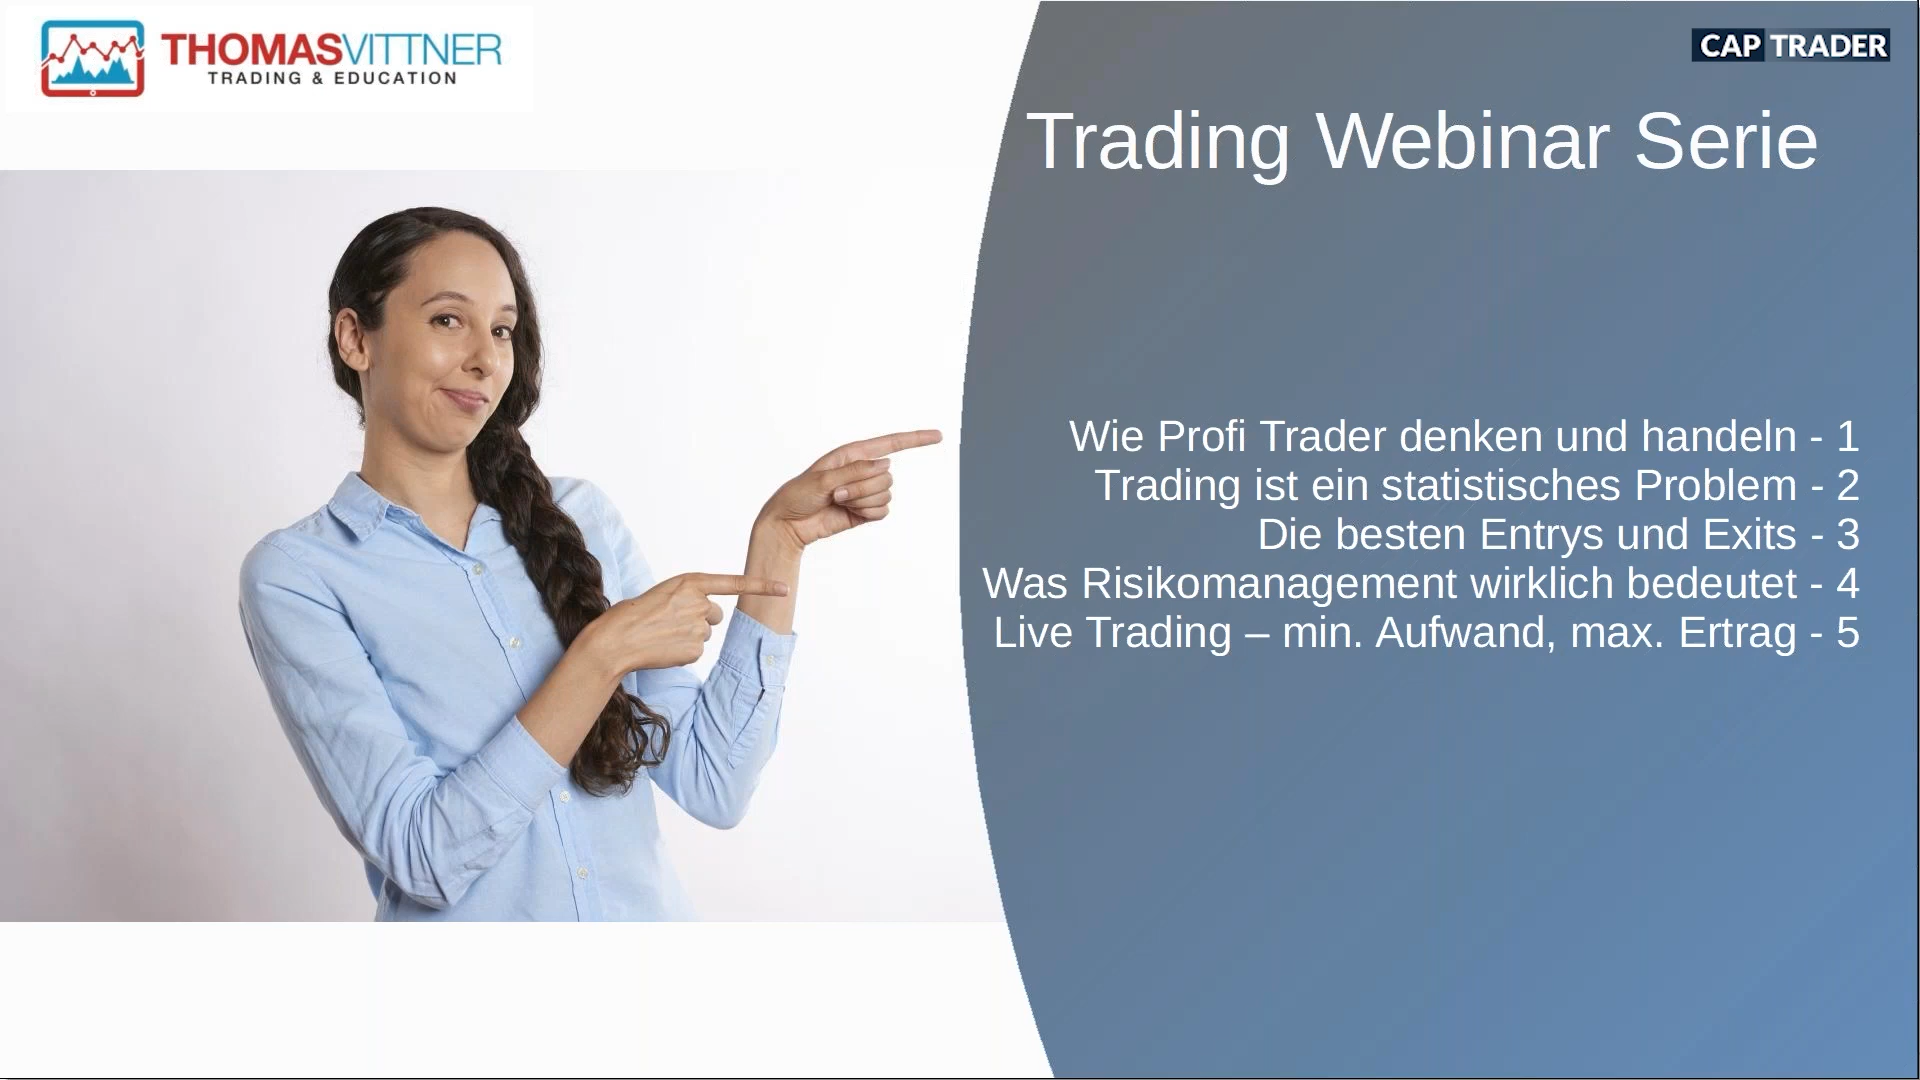 THOMASVITTNER
TRADING & EDUCATION
CAP TRADER
Trading Webinar Serie
Wie Profi Trader denken und handeln - 1
Trading ist ein statistisches Problem - 2
Die besten Entrys und Exits - 3
Was Risikomanagement wirklich bedeutet - 4
Live Trading – min. Aufwand, max. Ertrag - 5